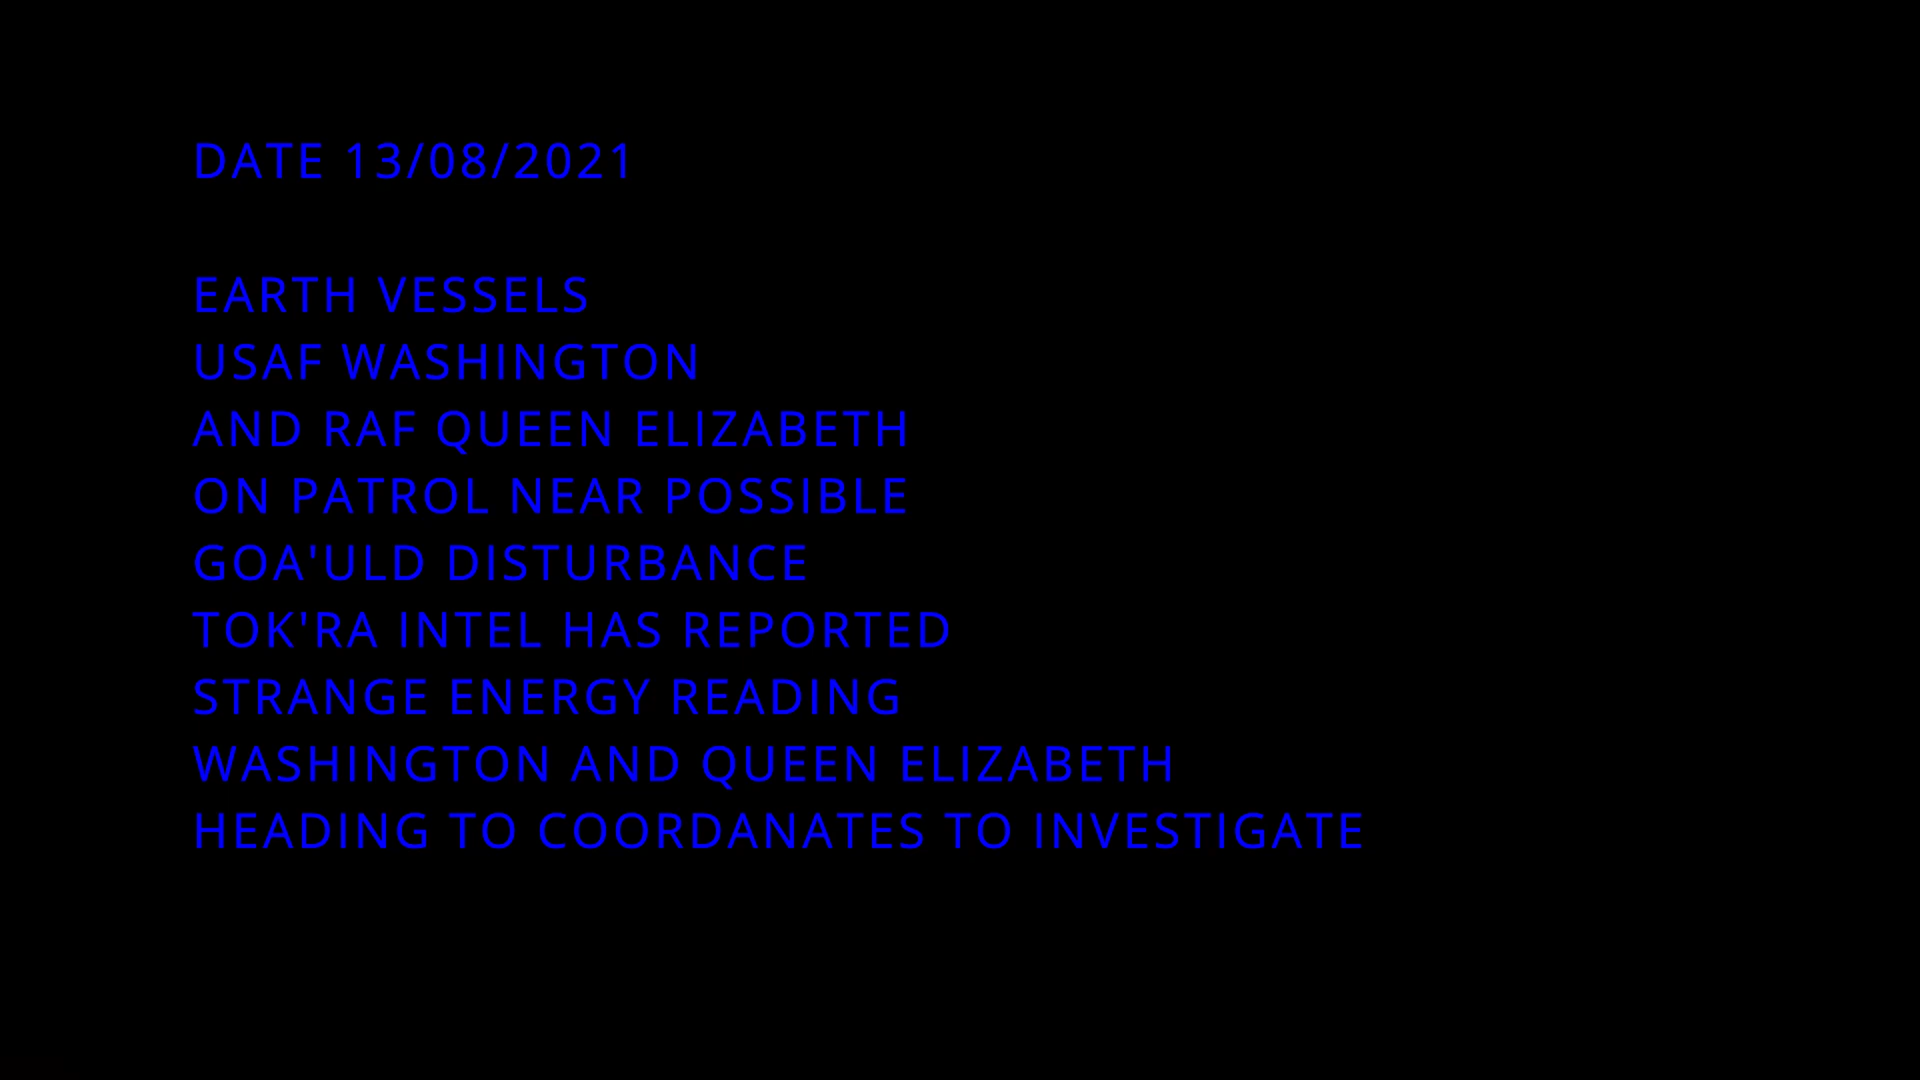 DATE 13/08/2021
EARTH VESSELS
USAF WASHINGTON
AND RAF QUEEN ELIZABETH
ON PATROL NEAR POSSIBLE
GOA'ULD DISTURBANCE
TOK'RA INTEL HAS REPORTED
STRANGE ENERGY READING
WASHINGTON AND QUEEN ELIZABETH
HEADING TO COORDANATES TO INVESTIGATE